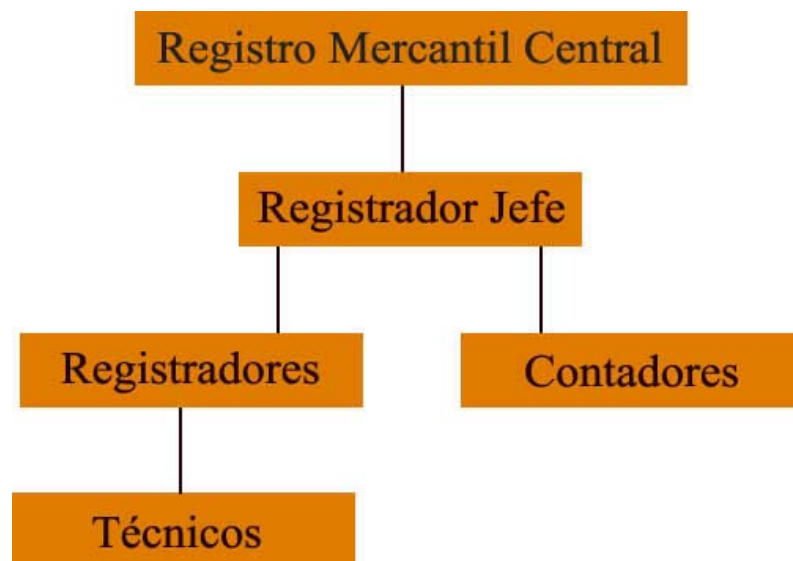 Registro Mercantil Central
Registrador Jefe
Registradores
Contadores
Técnicos